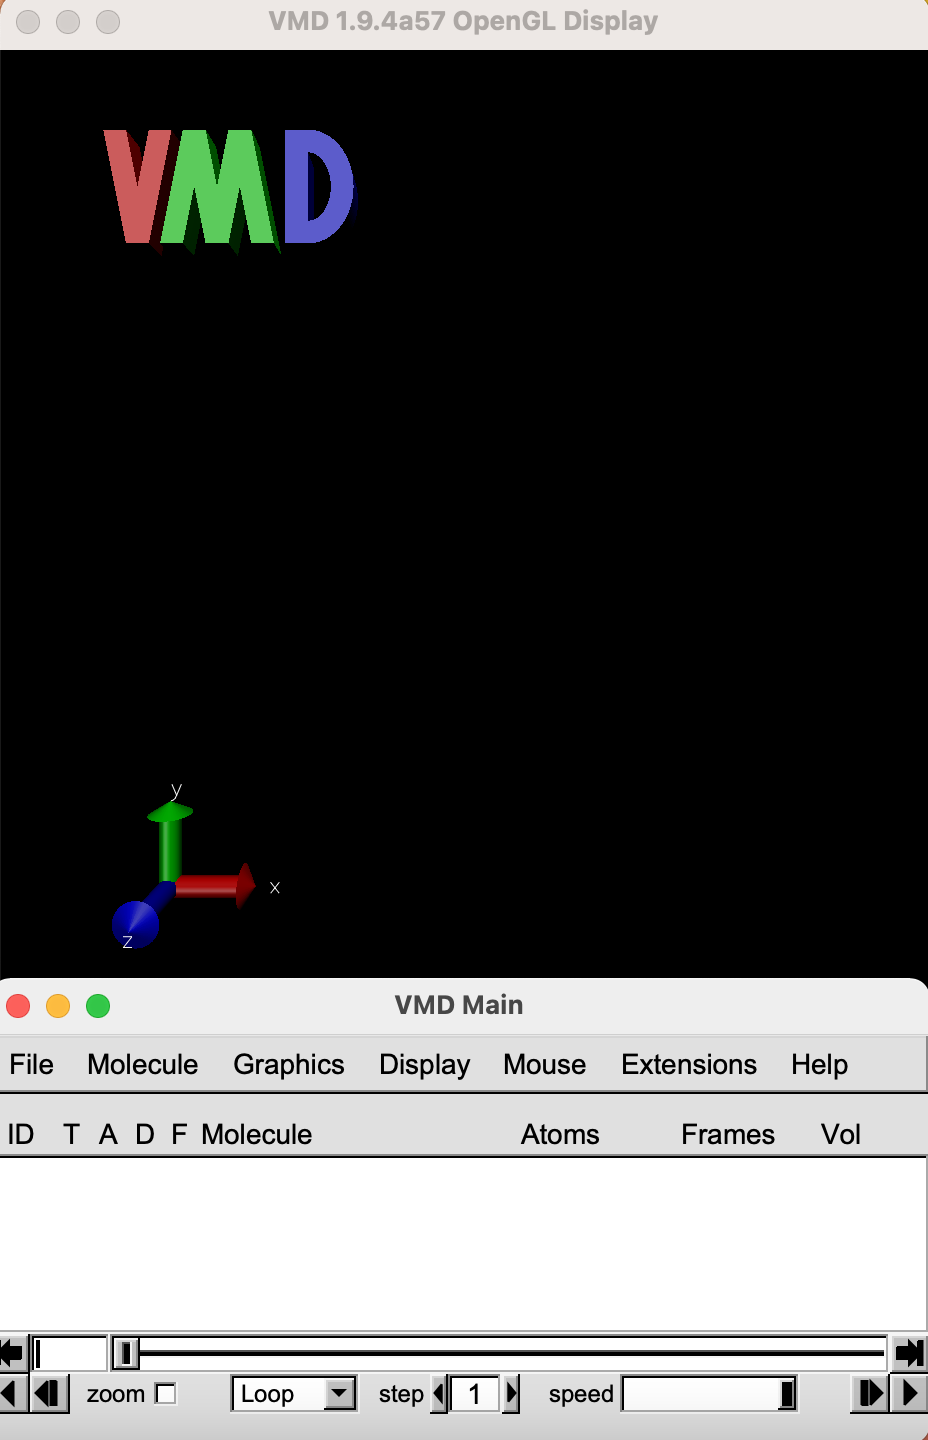 VMD 1.9.4a57 OpenGL Display
VMD
y
x
z
VMD Main
File Molecule Graphics Display Mouse Extensions Help
ID T A D F Molecule Atoms Frames Vol
zoom Loop step 1 speed